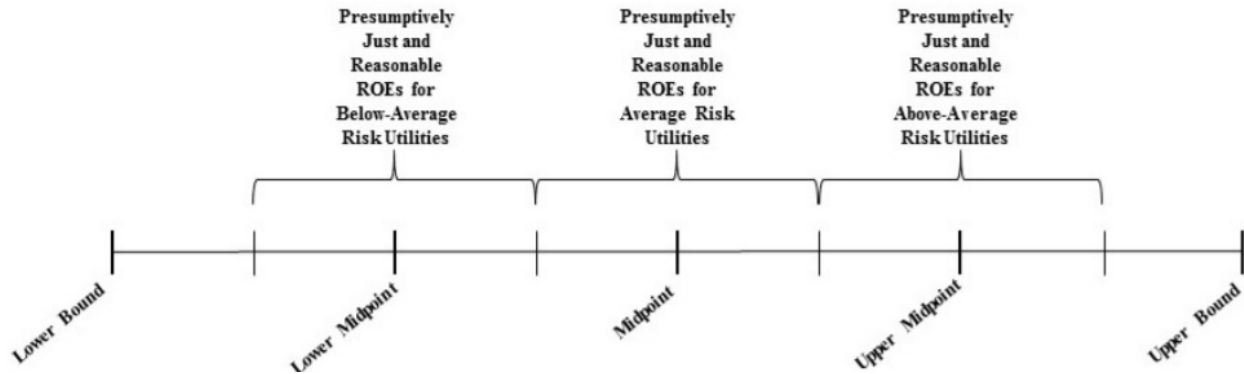 Presumptively
Just and
Reasonable
ROEs for
Below-Average
Risk Utilities
Presumptively
Just and
Reasonable
ROEs for
Average Risk
Utilities
Presumptively
Just and
Reasonable
ROEs for
Above-Average
Risk Utilities
Lower Bound
Lower Midpoint
Midpoint
Upper Midpoint
Upper Bound